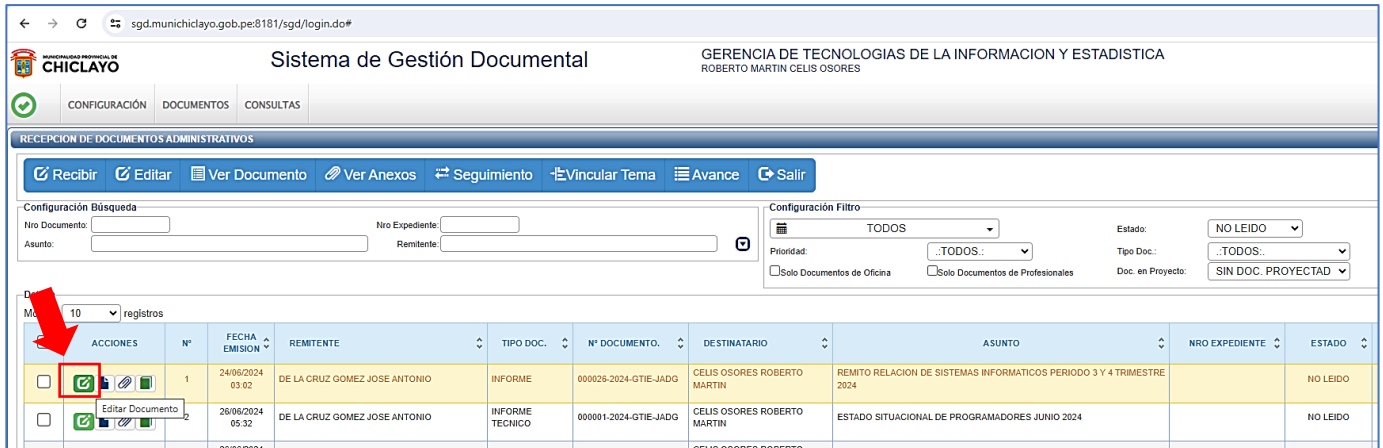 sgd.munichiclayo.gob.pe:8181/sgd/login.do#
MUNICIPALIDAD PROVINCIAL DE
CHICLAYO
Sistema de Gestión Documental
GERENCIA DE TECNOLOGIAS DE LA INFORMACION Y ESTADISTICA
ROBERTO MARTIN CELIS OSORES
CONFIGURACIÓN DOCUMENTOS CONSULTAS
RECEPCION DE DOCUMENTOS ADMINISTRATIVOS
Recibir Editar Ver Documento Ver Anexos Seguimiento Vincular Tema Avance Salir
Configuración Búsqueda
Nro Documento: Nro Expediente:
Asunto: Remitente:
Configuración Filtro
TODOS Estado: NO LEIDO
Prioridad: .:TODOS.: Tipo Doc.: .:TODOS:.
Solo Documentos de Oficina Solo Documentos de Profesionales Doc. en Proyecto: SIN DOC. PROYECTAD
10 registros
ACCIONES Nº FECHA EMISION REMITENTE TIPO DOC. Nº DOCUMENTO. DESTINATARIO ASUNTO NRO EXPEDIENTE ESTADO
1 24/06/2024 03:02 DE LA CRUZ GOMEZ JOSE ANTONIO INFORME 000026-2024-GTIE-JADG CELIS OSORES ROBERTO MARTIN REMITO RELACION DE SISTEMAS INFORMATICOS PERIODO 3 Y 4 TRIMESTRE 2024 NO LEIDO
Editar Documento
2 26/06/2024 05:32 DE LA CRUZ GOMEZ JOSE ANTONIO INFORME TECNICO 000001-2024-GTIE-JADG CELIS OSORES ROBERTO MARTIN ESTADO SITUACIONAL DE PROGRAMADORES JUNIO 2024 NO LEIDO